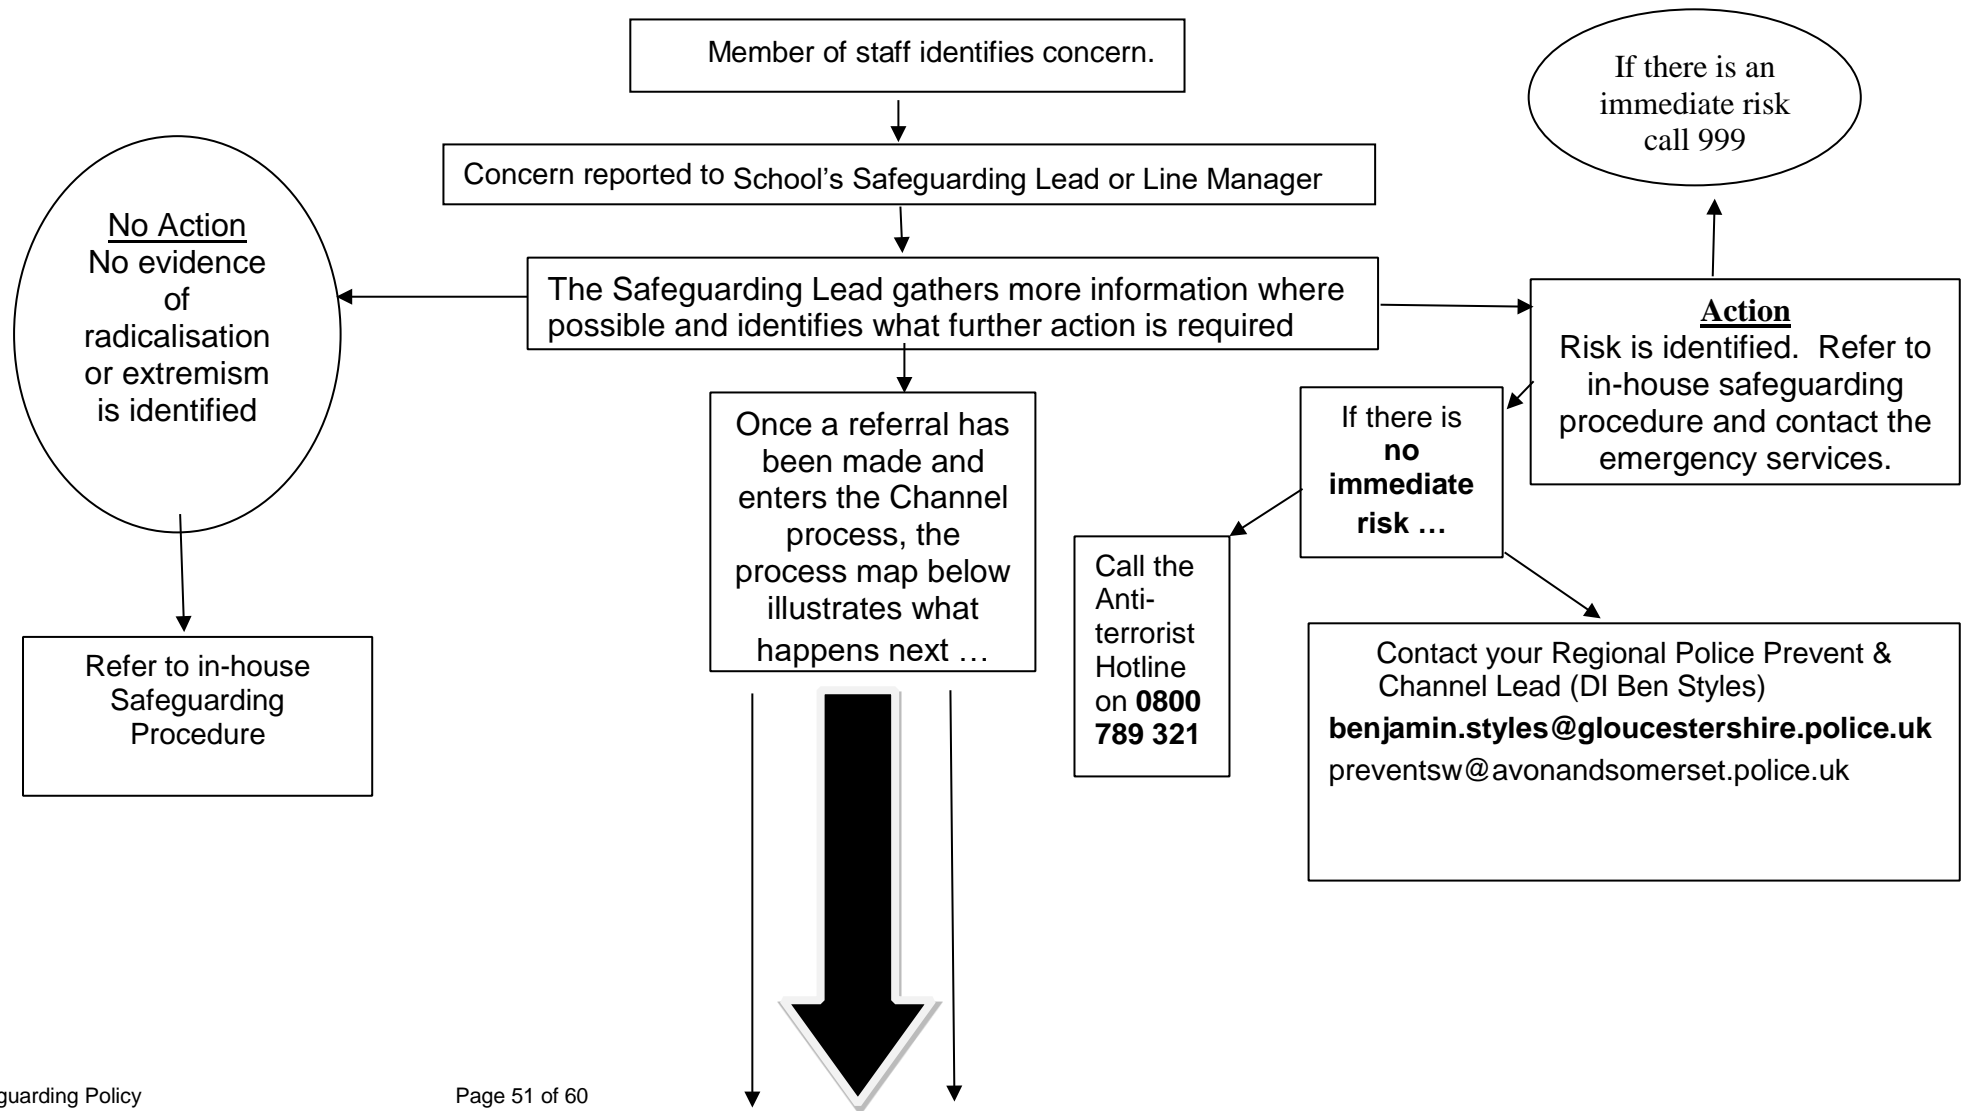 Member of staff identifies concern.
If there is an
immediate risk
call 999
Concern reported to School's Safeguarding Lead or Line Manager
No Action
No evidence
of
radicalisation
or extremism
is identified
The Safeguarding Lead gathers more information where
possible and identifies what further action is required
Action
Risk is identified.  Refer to
in-house safeguarding
procedure and contact the
emergency services.
Once a referral has
been made and
enters the Channel
process, the
process map below
illustrates what
happens next …
If there is
no
immediate
risk …
Call the
Anti-
terrorist
Hotline
on 0800
789 321
Contact your Regional Police Prevent &
Channel Lead (DI Ben Styles)
benjamin.styles@gloucestershire.police.uk
preventsw@avonandsomerset.police.uk
Refer to in-house
Safeguarding
Procedure
guarding Policy
Page 51 of 60